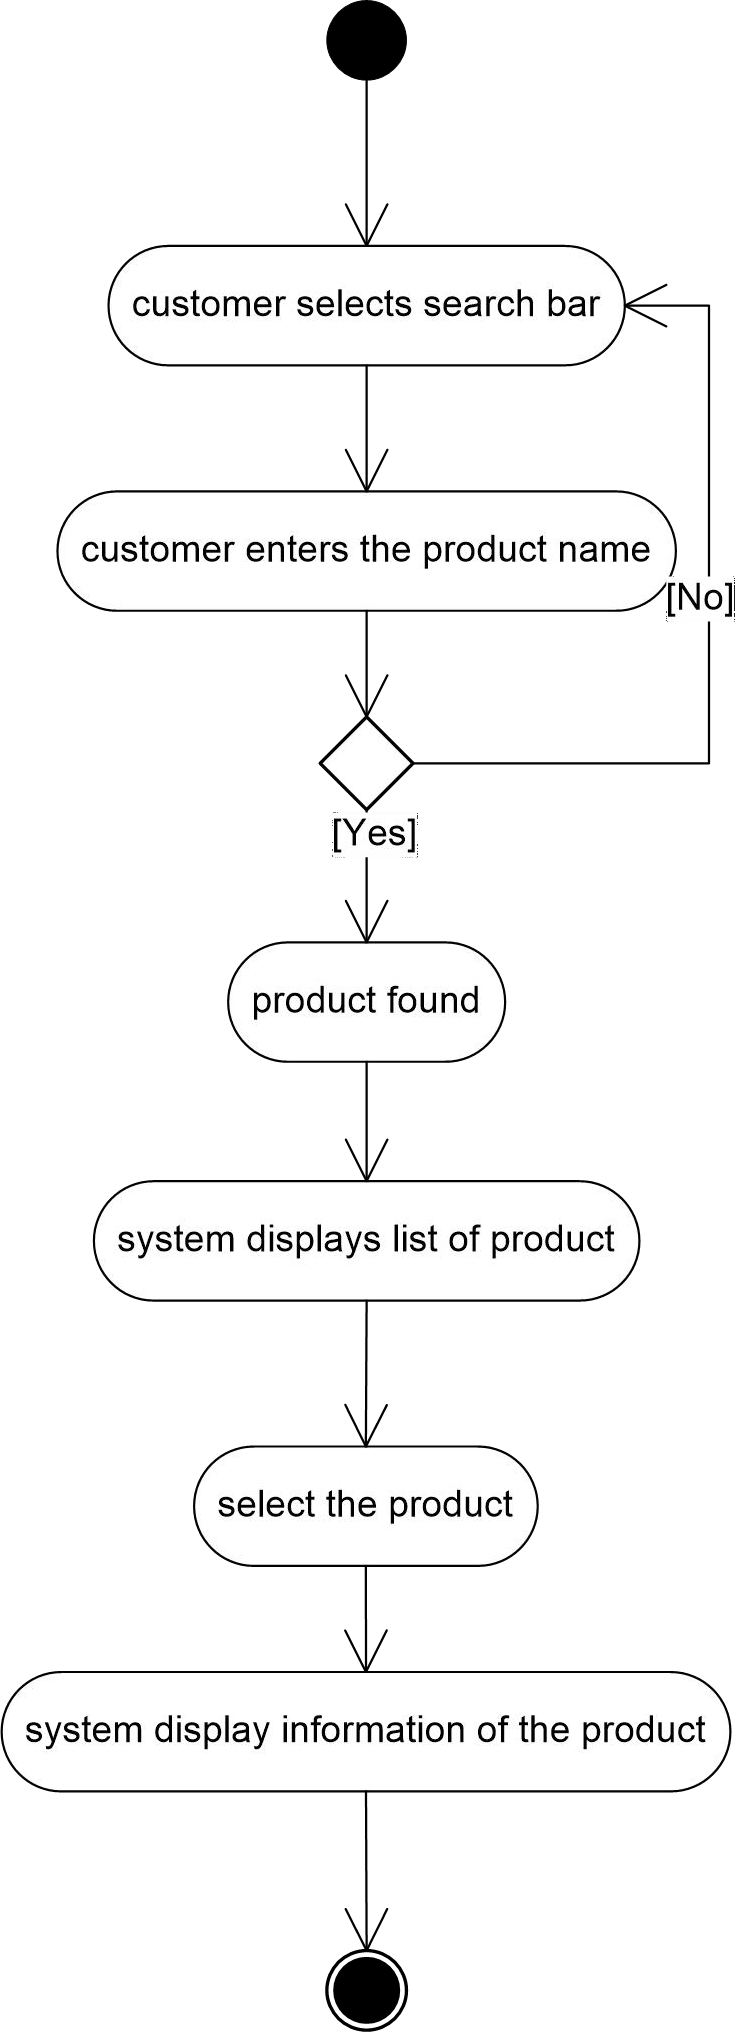 customer selects search bar
customer enters the product name
[No]
[Yes]
product found
system displays list of product
select the product
system display information of the product